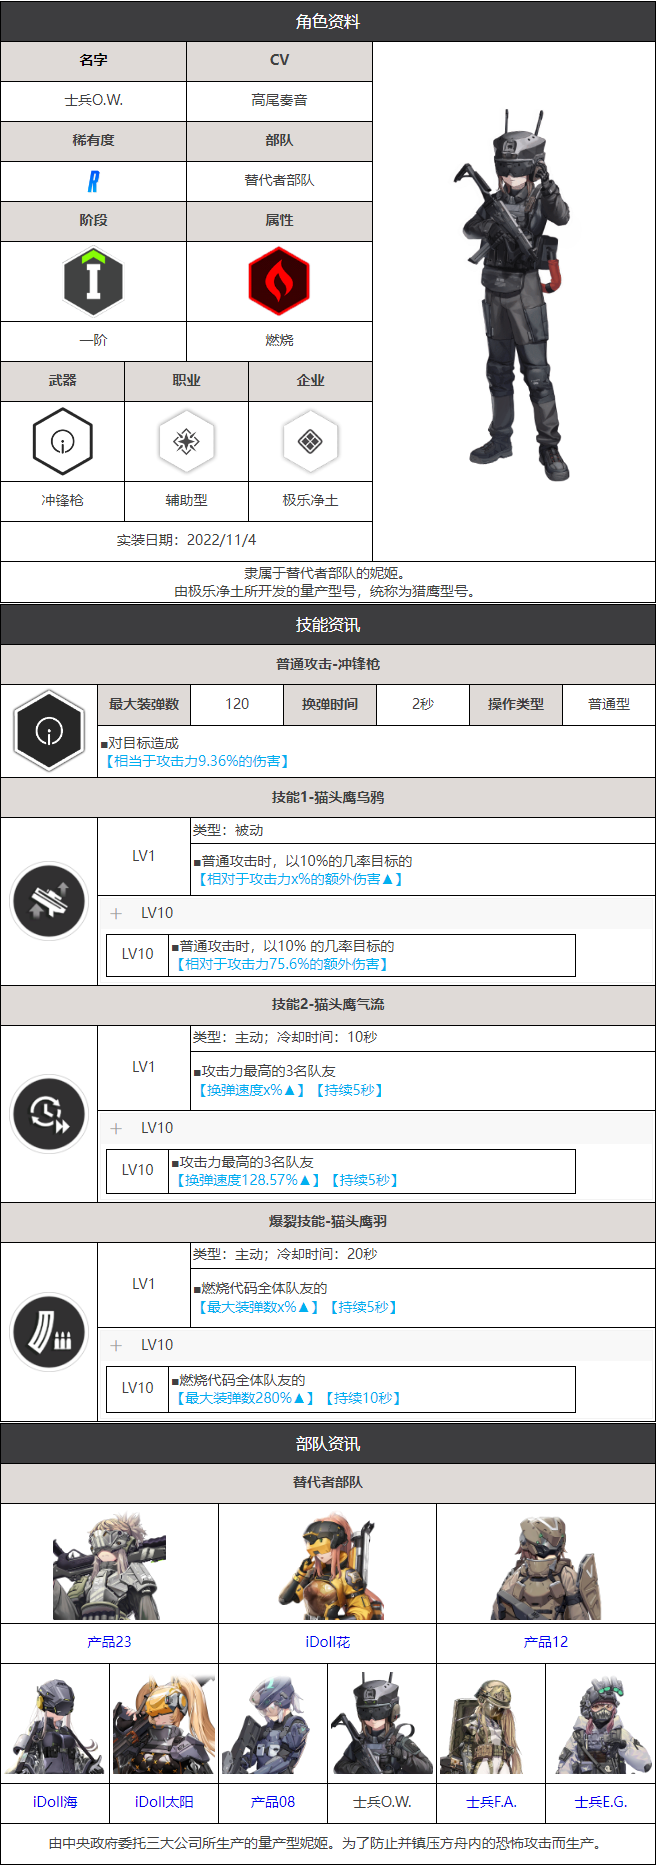 角色资料
名字
CV
士兵O.W.
高尾奏音
稀有度
部队
R
替代者部队
阶段
属性
I
一阶
燃烧
武器
职业
企业
冲锋枪
辅助型
极乐净土
实装日期：2022/11/4
隶属于替代者部队的妮姬。
由极乐净土所开发的量产型号，统称为猎鹰型号。
技能资讯
普通攻击-冲锋枪
最大装弹数
120
换弹时间
2秒
操作类型
普通型
■对目标造成
【相当于攻击力9.36%的伤害】
技能1-猫头鹰乌鸦
LV1
类型：被动
■普通攻击时，以10%的几率目标的
【相对于攻击力x%的额外伤害▲】
＋ LV10
LV10
■普通攻击时，以10% 的几率目标的
【相对于攻击力75.6%的额外伤害】
技能2-猫头鹰气流
LV1
类型：主动；冷却时间：10秒
■攻击力最高的3名队友
【换弹速度x%▲】【持续5秒】
＋ LV10
LV10
■攻击力最高的3名队友
【换弹速度128.57%▲】【持续5秒】
爆裂技能-猫头鹰羽
LV1
类型：主动；冷却时间：20秒
■燃烧代码全体队友的
【最大装弹数x%▲】【持续5秒】
＋ LV10
LV10
■燃烧代码全体队友的
【最大装弹数280%▲】【持续10秒】
部队资讯
替代者部队
产品23
iDoll花
产品12
iDoll海
iDoll太阳
产品08
士兵O.W.
士兵F.A.
士兵E.G.
由中央政府委托三大公司所生产的量产型妮姬。为了防止并镇压方舟内的恐怖攻击而生产。